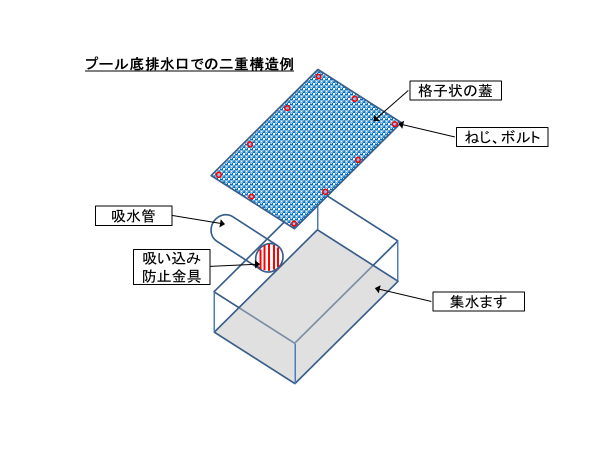 プール底排水口での二重構造例
格子状の蓋
ねじ、ボルト
吸水管
吸い込み
防止金具
集水ます